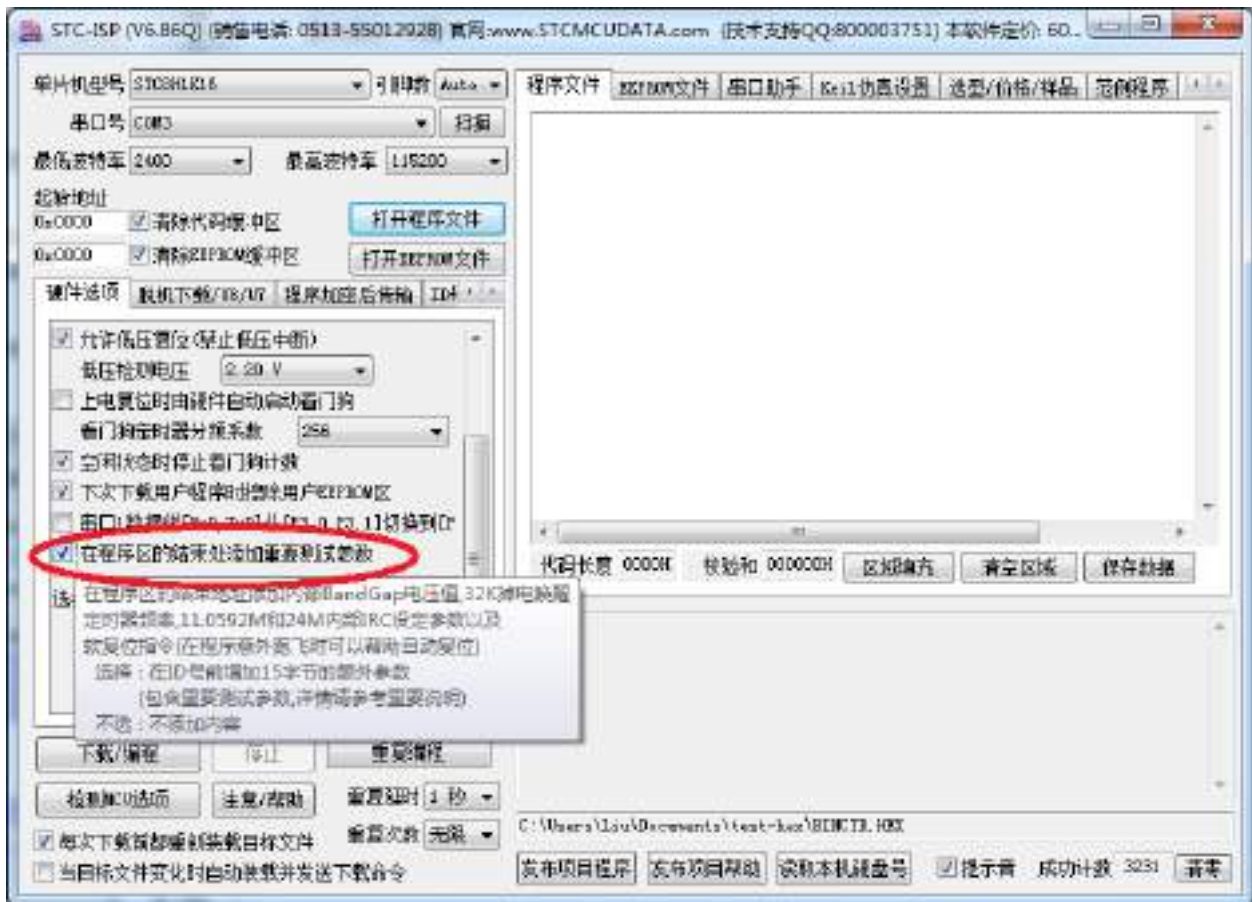 STC-ISP (V6.86Q) (销售电话: 0513-55012928) 官网:www.STCMCUDATA.com (技术支持QQ:800003751) 本软件定价: 60...
单片机型号 STC8H1K16 引脚数 Auto
串口号 COM3 扫描
最低波特率 2400 最高波特率 115200
起始地址
0x0000 清除代码缓冲区 打开程序文件
0x0000 清除EEPROM缓冲区 打开EEPROM文件
硬件选项 脱机下载/U8/U7 程序加密后传输
允许低压复位(禁止低压中断)
低压检测电压 2.20 V
上电复位时由硬件自动启动看门狗
看门狗定时器分频系数 256
空闲状态时停止看门狗计数
下次下载用户程序时擦除用户EEPROM区
在程序区的结束处添加重要测试参数
在程序区的结束地址添加内部BandGap电压值,32K掉电唤醒
定时器频率,11.0592M和24M内部IRC设定参数以及
软复位指令(在程序意外跑飞时可以帮助自动复位)
选择 : 在ID号前增加15字节的额外参数
(包含重要测试参数,详情请参考重要说明)
不选 : 不添加内容
下载/编程 停止 重复编程
检测MCU选项 注意/帮助 重复延时 1 秒
每次下载前都重新装载目标文件 重复次数 无限
当目标文件变化时自动装载并发送下载命令
程序文件 EEPROM文件 串口助手 Keil仿真设置 选型/价格/样品 范例程序
代码长度 0000H 校验和 000000H 区域填充 清空区域 保存数据
发布项目程序 发布项目帮助 读取本机硬盘号 提示音 成功计数 3231 清零